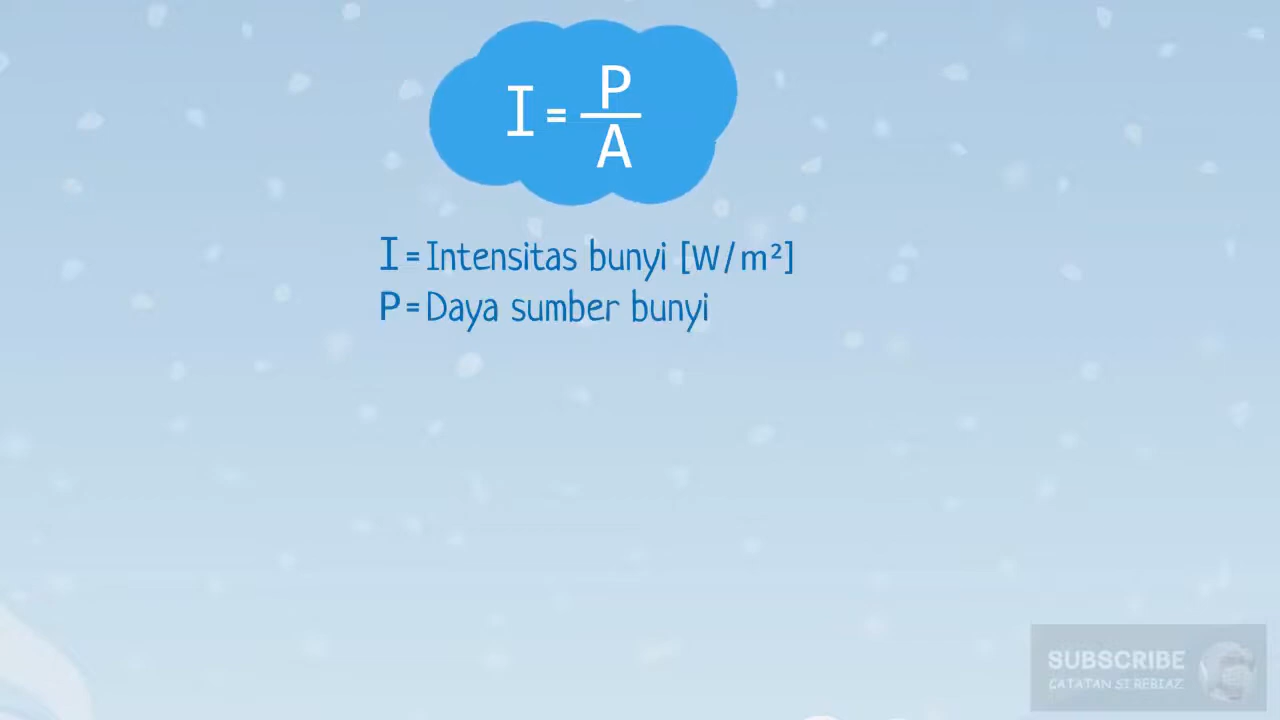 I = P/A
I = Intensitas bunyi [W/m²]
P = Daya sumber bunyi
SUBSCRIBE
CATATAN SI REBIAZ